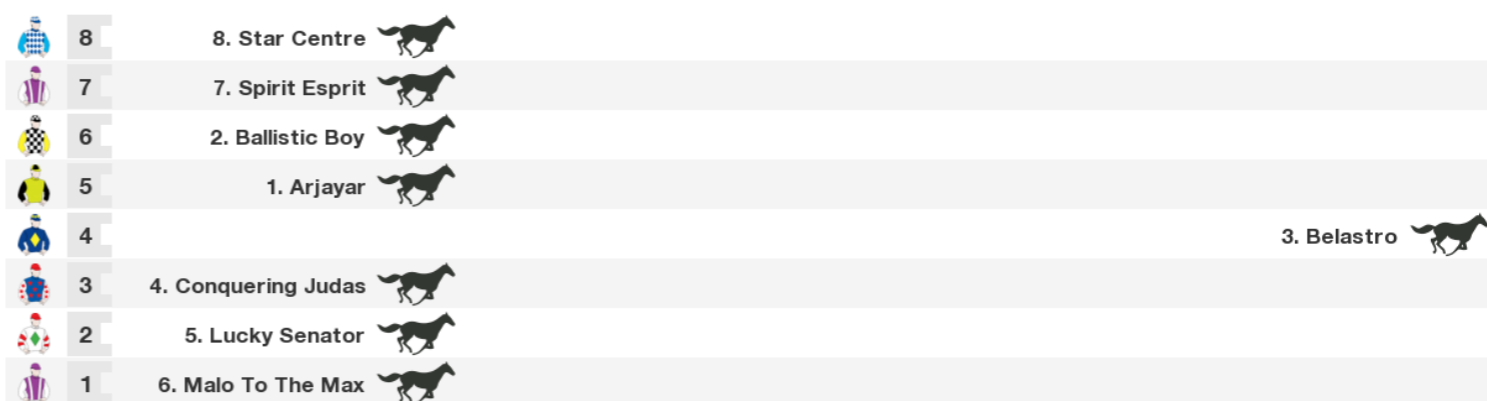 8 8. Star Centre
7 7. Spirit Esprit
6 2. Ballistic Boy
5 1. Arjayar
4 3. Belastro
3 4. Conquering Judas
2 5. Lucky Senator
1 6. Malo To The Max